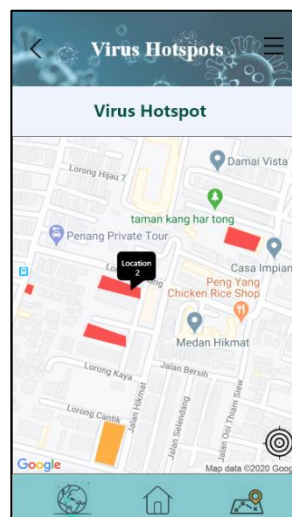 Virus Hotspots
Virus Hotspot
Damai Vista
Lorong Hijau 7
taman kang har tong
Penang Private Tour
Location
2
Casa Impian
Peng Yang
Chicken Rice Shop
Medan Hikmat
Lorong Kaya
Jalan Bersih
Lorong Cantik
Jalan Hikmat
Jalan Selendang
Jalan Ooi Thiam Siew
Google
Map data ©2020 Goog